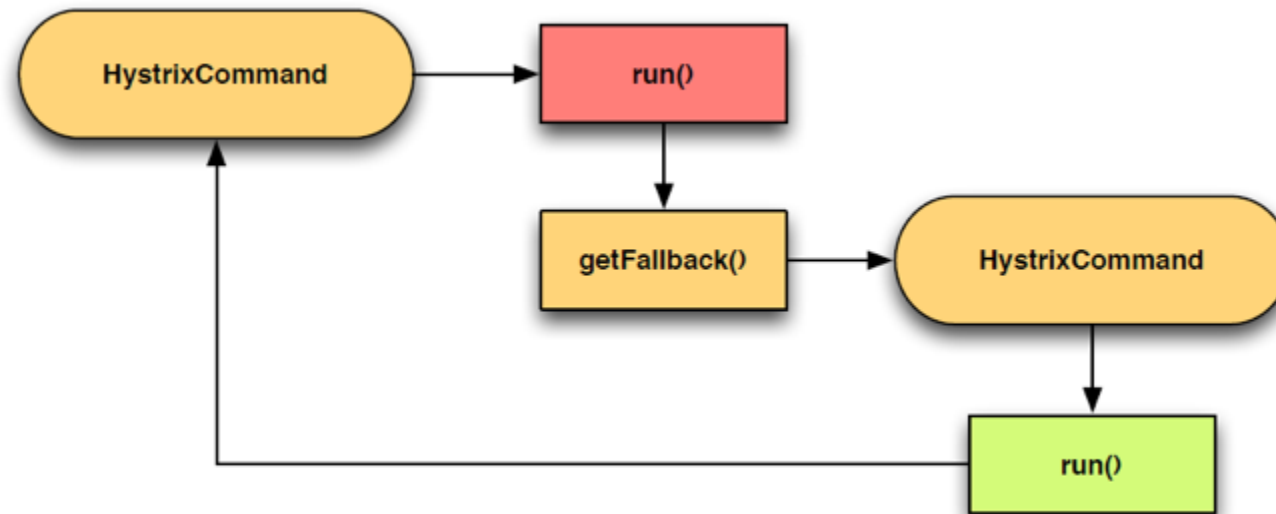 HystrixCommand
run()
getFallback()
HystrixCommand
run()